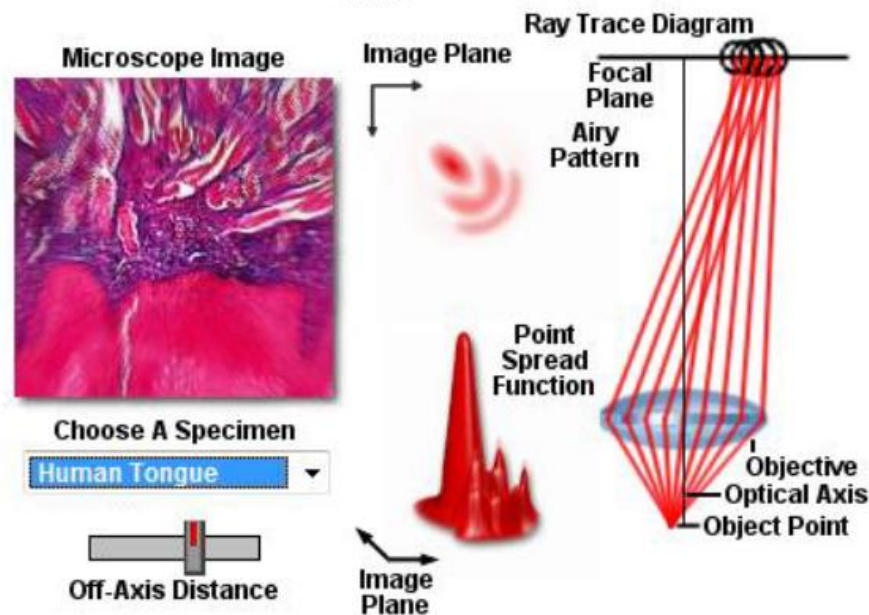 Ray Trace Diagram
Microscope Image
Image Plane
Focal
Plane
Airy
Pattern
Point
Spread
Function
Choose A Specimen
Human Tongue
Objective
Optical Axis
Object Point
Off-Axis Distance
Image
Plane